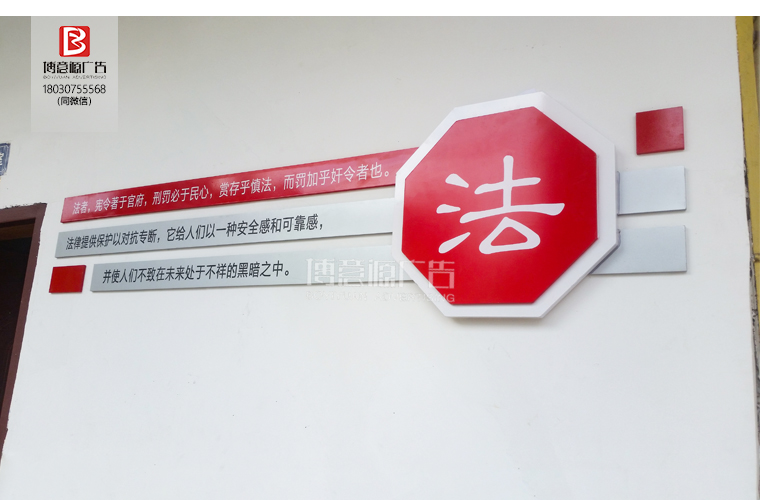 博意源广告
BOYIYUAN ADVERTISING
18030755568
(同微信)
法者,宪令著于官府,刑罚必于民心,赏存乎慎法,而罚加乎奸令者也。
法律提供保护以对抗专断,它给人们以一种安全感和可靠感,
并使人们不致在未来处于不祥的黑暗之中。
法
博意源广告